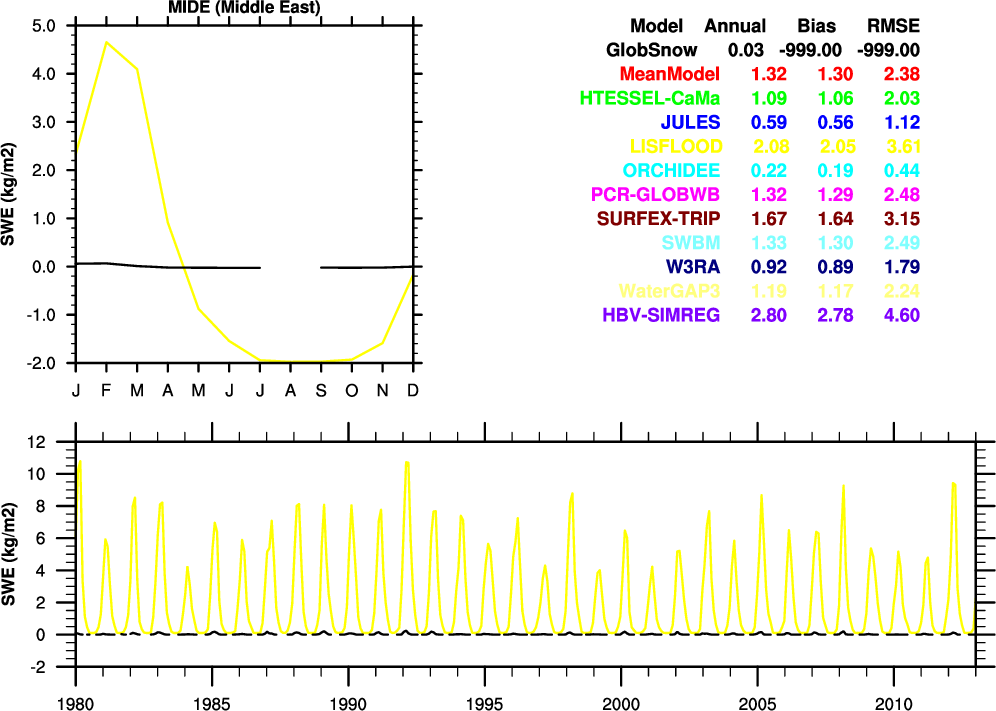 MIDE (Middle East)
5.0
4.0
3.0
2.0
1.0
0.0
-1.0
-2.0
SWE (kg/m2)
J F M A M J J A S O N D
Model Annual Bias RMSE
GlobSnow 0.03 -999.00 -999.00
MeanModel 1.32 1.30 2.38
HTESSEL-CaMa 1.09 1.06 2.03
JULES 0.59 0.56 1.12
LISFLOOD 2.08 2.05 3.61
ORCHIDEE 0.22 0.19 0.44
PCR-GLOBWB 1.32 1.29 2.48
SURFEX-TRIP 1.67 1.64 3.15
SWBM 1.33 1.30 2.49
W3RA 0.92 0.89 1.79
WaterGAP3 1.19 1.17 2.24
HBV-SIMREG 2.80 2.78 4.60
12
10
8
6
4
2
0
-2
SWE (kg/m2)
1980 1985 1990 1995 2000 2005 2010